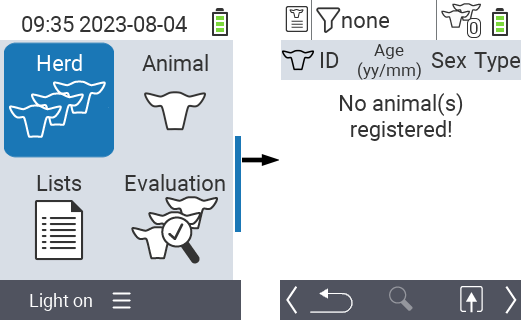 09:35 2023-08-04
Herd
Animal
Lists
Evaluation
Light on
none
0
ID
Age
(yy/mm)
Sex
Type
No animal(s)
registered!